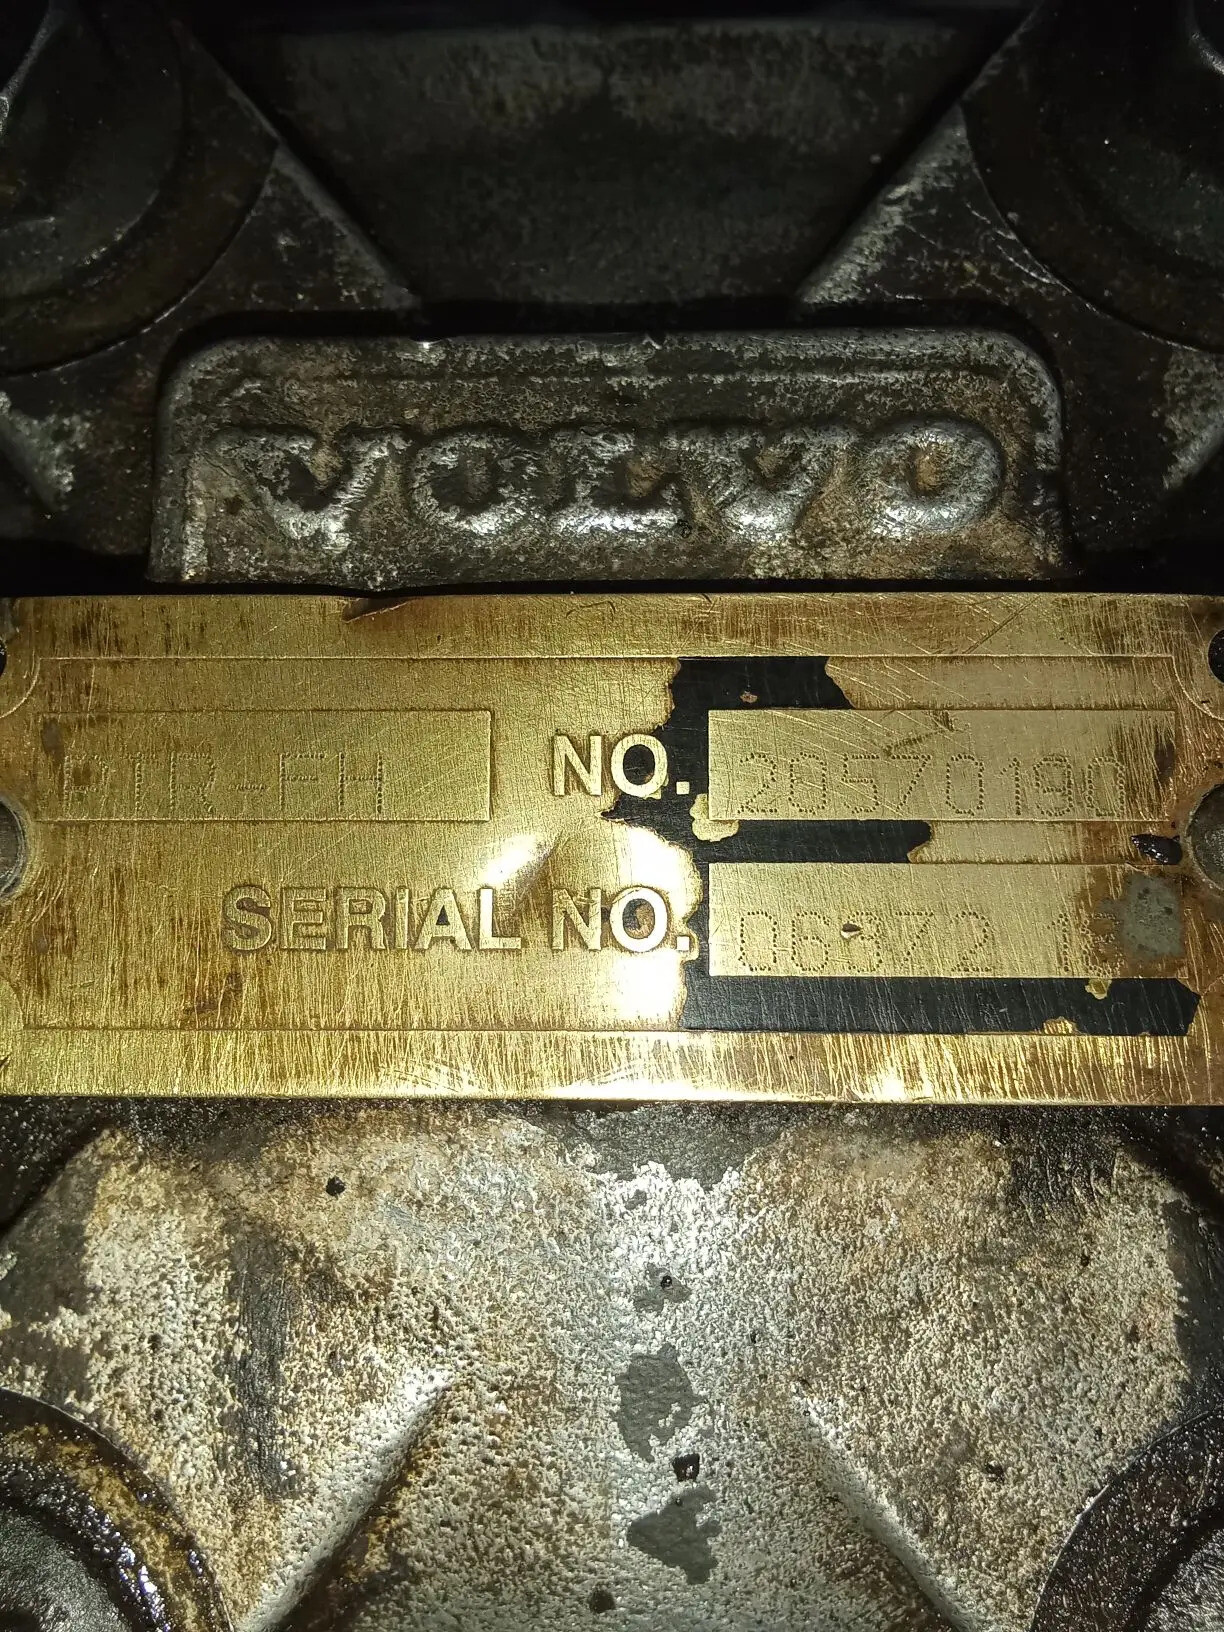 VOLVO
PTR-FH NO. 20570190
SERIAL NO.